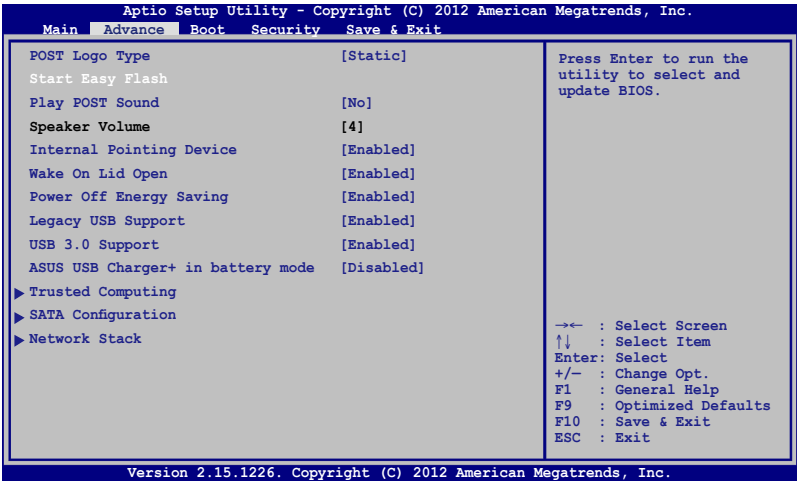 Aptio Setup Utility - Copyright (C) 2012 American Megatrends, Inc.
Main Advance Boot Security Save & Exit
POST Logo Type [Static]
Start Easy Flash
Play POST Sound [No]
Speaker Volume [4]
Internal Pointing Device [Enabled]
Wake On Lid Open [Enabled]
Power Off Energy Saving [Enabled]
Legacy USB Support [Enabled]
USB 3.0 Support [Enabled]
ASUS USB Charger+ in battery mode [Disabled]
Trusted Computing
SATA Configuration
Network Stack
Press Enter to run the
utility to select and
update BIOS.
→← : Select Screen
↑↓ : Select Item
Enter: Select
+/— : Change Opt.
F1 : General Help
F9 : Optimized Defaults
F10 : Save & Exit
ESC : Exit
Version 2.15.1226. Copyright (C) 2012 American Megatrends, Inc.